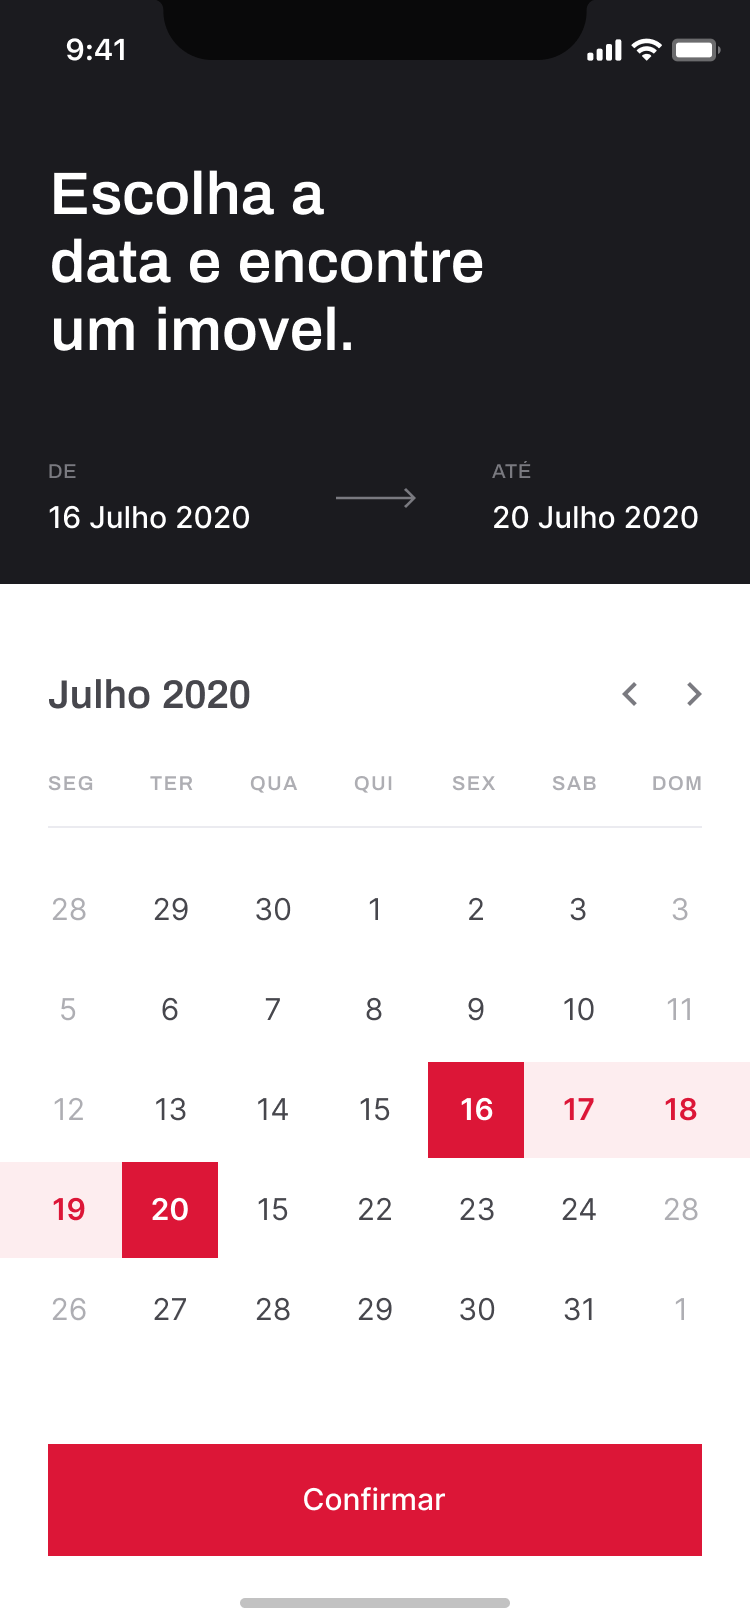 9:41
Escolha a
data e encontre
um imovel.
DE
16 Julho 2020
ATÉ
20 Julho 2020
Julho 2020
SEG TER QUA QUI SEX SAB DOM
28 29 30 1 2 3 3
5 6 7 8 9 10 11
12 13 14 15 16 17 18
19 20 15 22 23 24 28
26 27 28 29 30 31 1
Confirmar